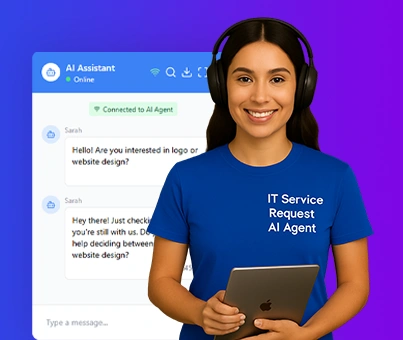 AI Assistant
Online
Connected to AI Agent
Sarah
Hello! Are you interested in logo or
website design?
Sarah
Hey there! Just checki
you're still with us. Do
help deciding between
website design?
Type a message...
IT Service
Request
AI Agent